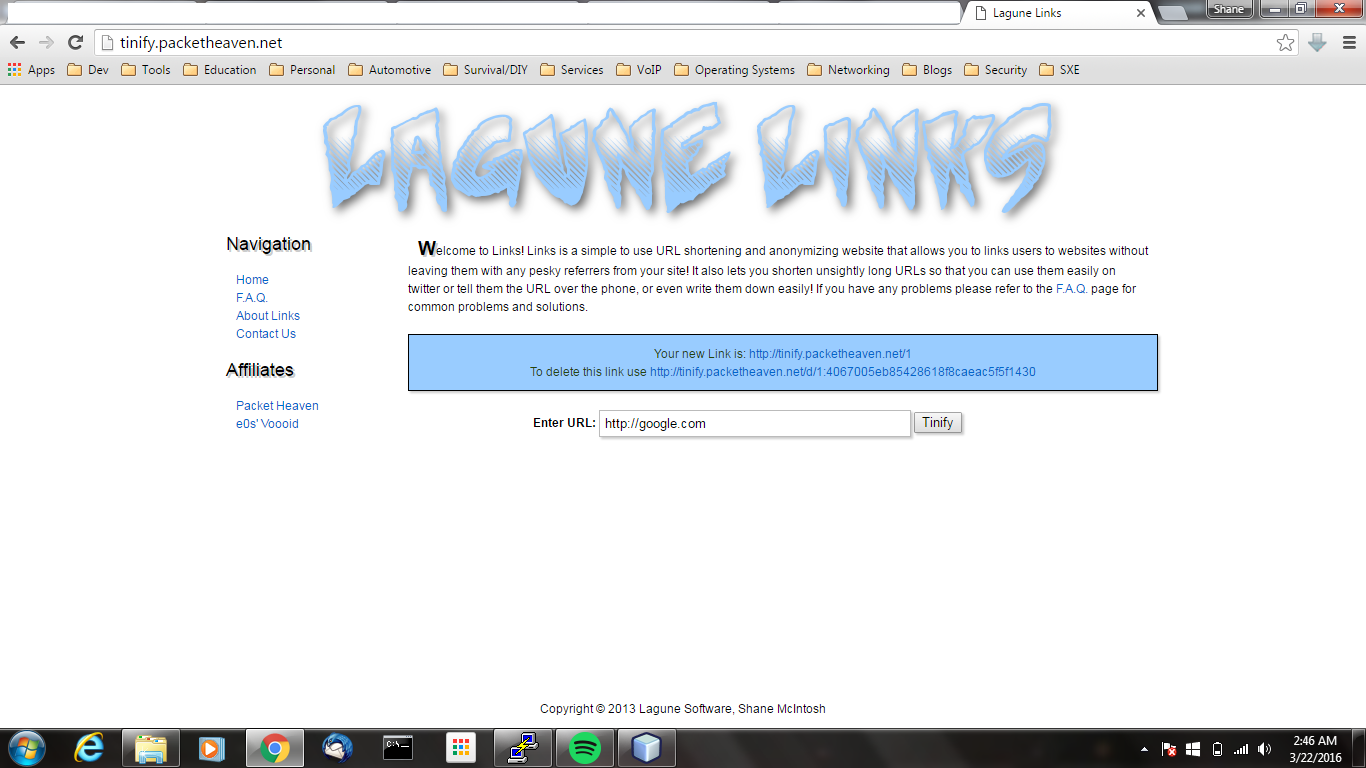 Lagune Links
Shane
tinify.packetheaven.net
Apps Dev Tools Education Personal Automotive Survival/DIY Services VoIP Operating Systems Networking Blogs Security SXE
LAGUNE LINKS
Navigation
Home
F.A.Q.
About Links
Contact Us
Affiliates
Packet Heaven
e0s' Voooid
Welcome to Links! Links is a simple to use URL shortening and anonymizing website that allows you to links users to websites without
leaving them with any pesky referrers from your site! It also lets you shorten unsightly long URLs so that you can use them easily on
twitter or tell them the URL over the phone, or even write them down easily! If you have any problems please refer to the F.A.Q. page for
common problems and solutions.
Your new Link is: http://tinify.packetheaven.net/1
To delete this link use http://tinify.packetheaven.net/d/1:4067005eb85428618f8caeac5f5f1430
Enter URL: http://google.com Tinify
Copyright © 2013 Lagune Software, Shane McIntosh
C:\_
2:46 AM
3/22/2016